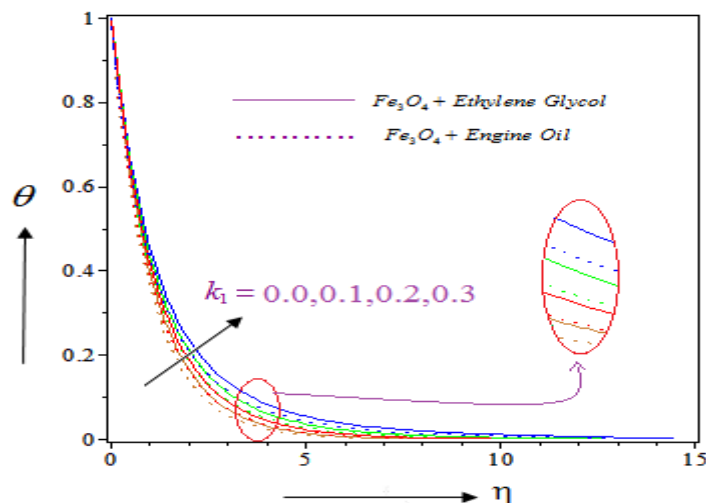 1
0.8
0.6
0.4
0.2
0
0
5
10
15
θ
η
Fe₃O₄ + Ethylene Glycol
Fe₃O₄ + Engine Oil
k₁ = 0.0,0.1,0.2,0.3